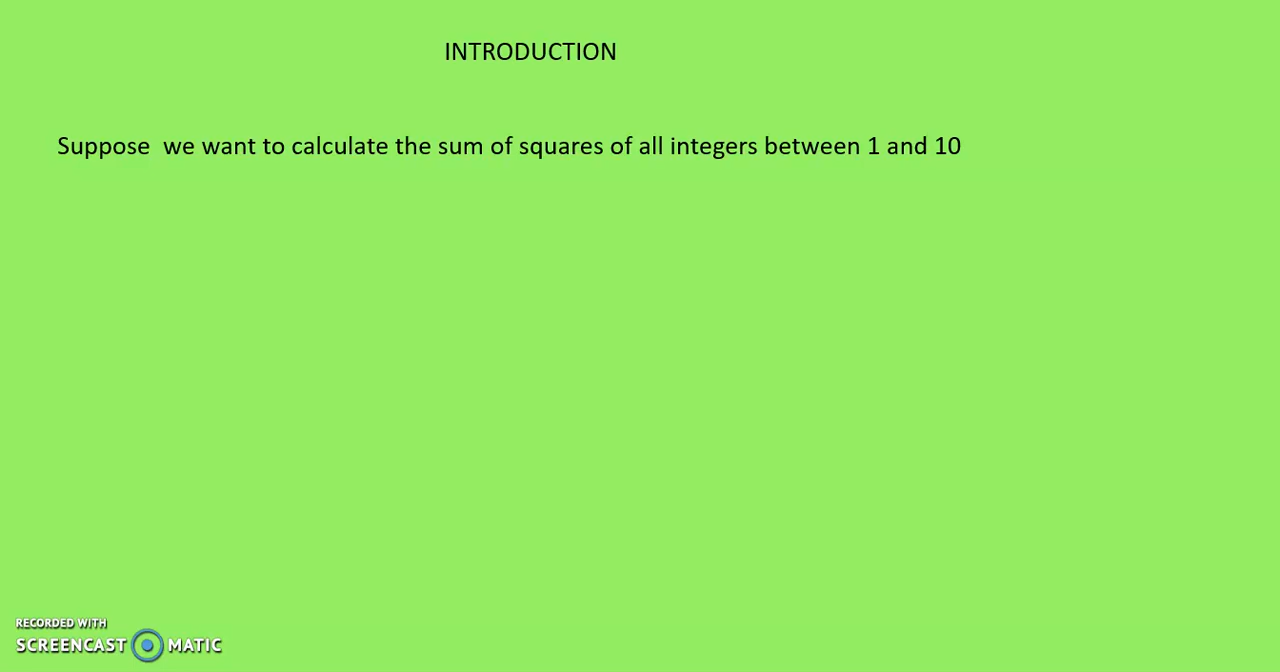 INTRODUCTION
Suppose  we want to calculate the sum of squares of all integers between 1 and 10
RECORDED WITH
SCREENCAST MATIC